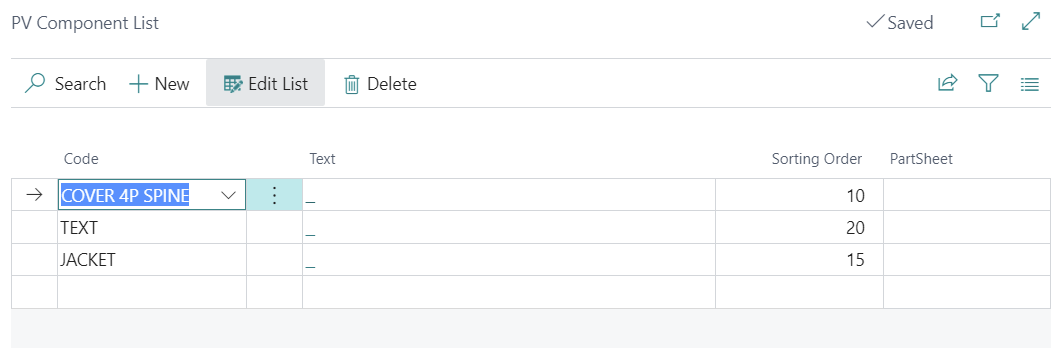 PV Component List Saved
Search New Edit List Delete
Code Text Sorting Order PartSheet
COVER 4P SPINE _ 10
TEXT _ 20
JACKET _ 15